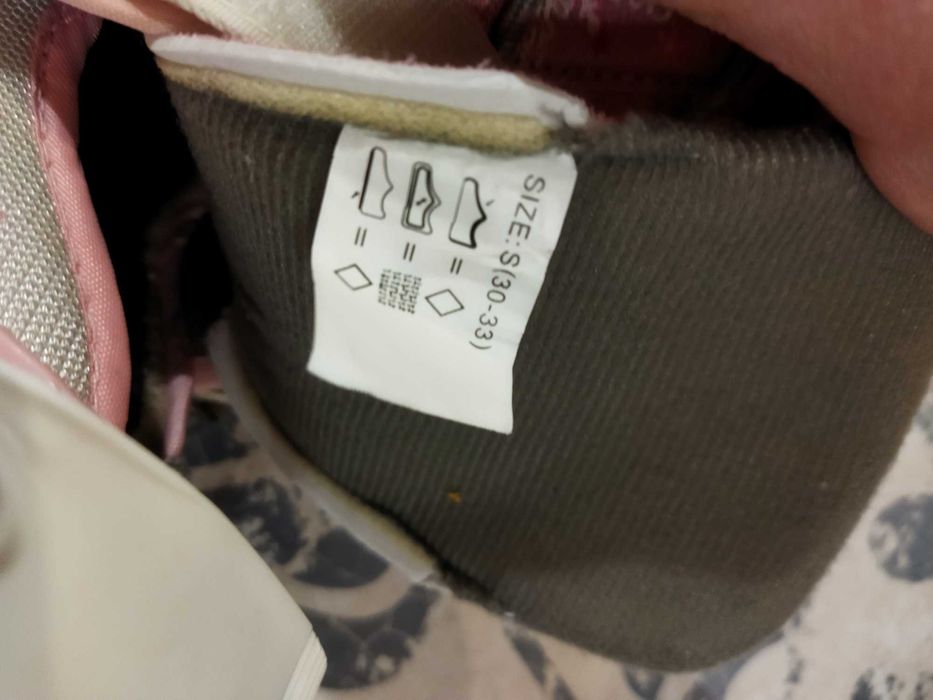 SIZE:S(30-33)
=
=
=